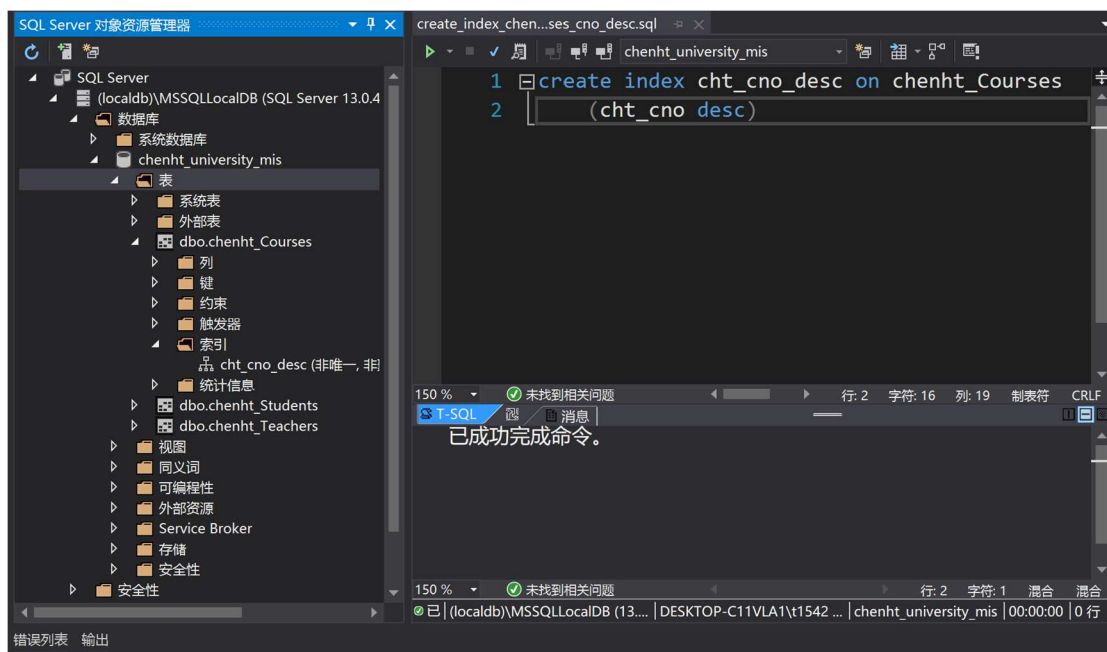 SQL Server 对象资源管理器
SQL Server
(localdb)\MSSQLLocalDB (SQL Server 13.0.4
数据库
系统数据库
chenht_university_mis
表
系统表
外部表
dbo.chenht_Courses
列
键
约束
触发器
索引
cht_cno_desc (非唯一, 非
统计信息
dbo.chenht_Students
dbo.chenht_Teachers
视图
同义词
可编程性
外部资源
Service Broker
存储
安全性
安全性
错误列表 输出
create_index_chen...ses_cno_desc.sql
chenht_university_mis
1 create index cht_cno_desc on chenht_Courses
2 (cht_cno desc)
150 % 未找到相关问题 行: 2 字符: 16 列: 19 制表符 CRLF
T-SQL 消息
已成功完成命令。
150 % 未找到相关问题 行: 2 字符: 1 混合 混合
已 (localdb)\MSSQLLocalDB (13.... DESKTOP-C11VLA1\t1542 ... chenht_university_mis 00:00:00 0 行